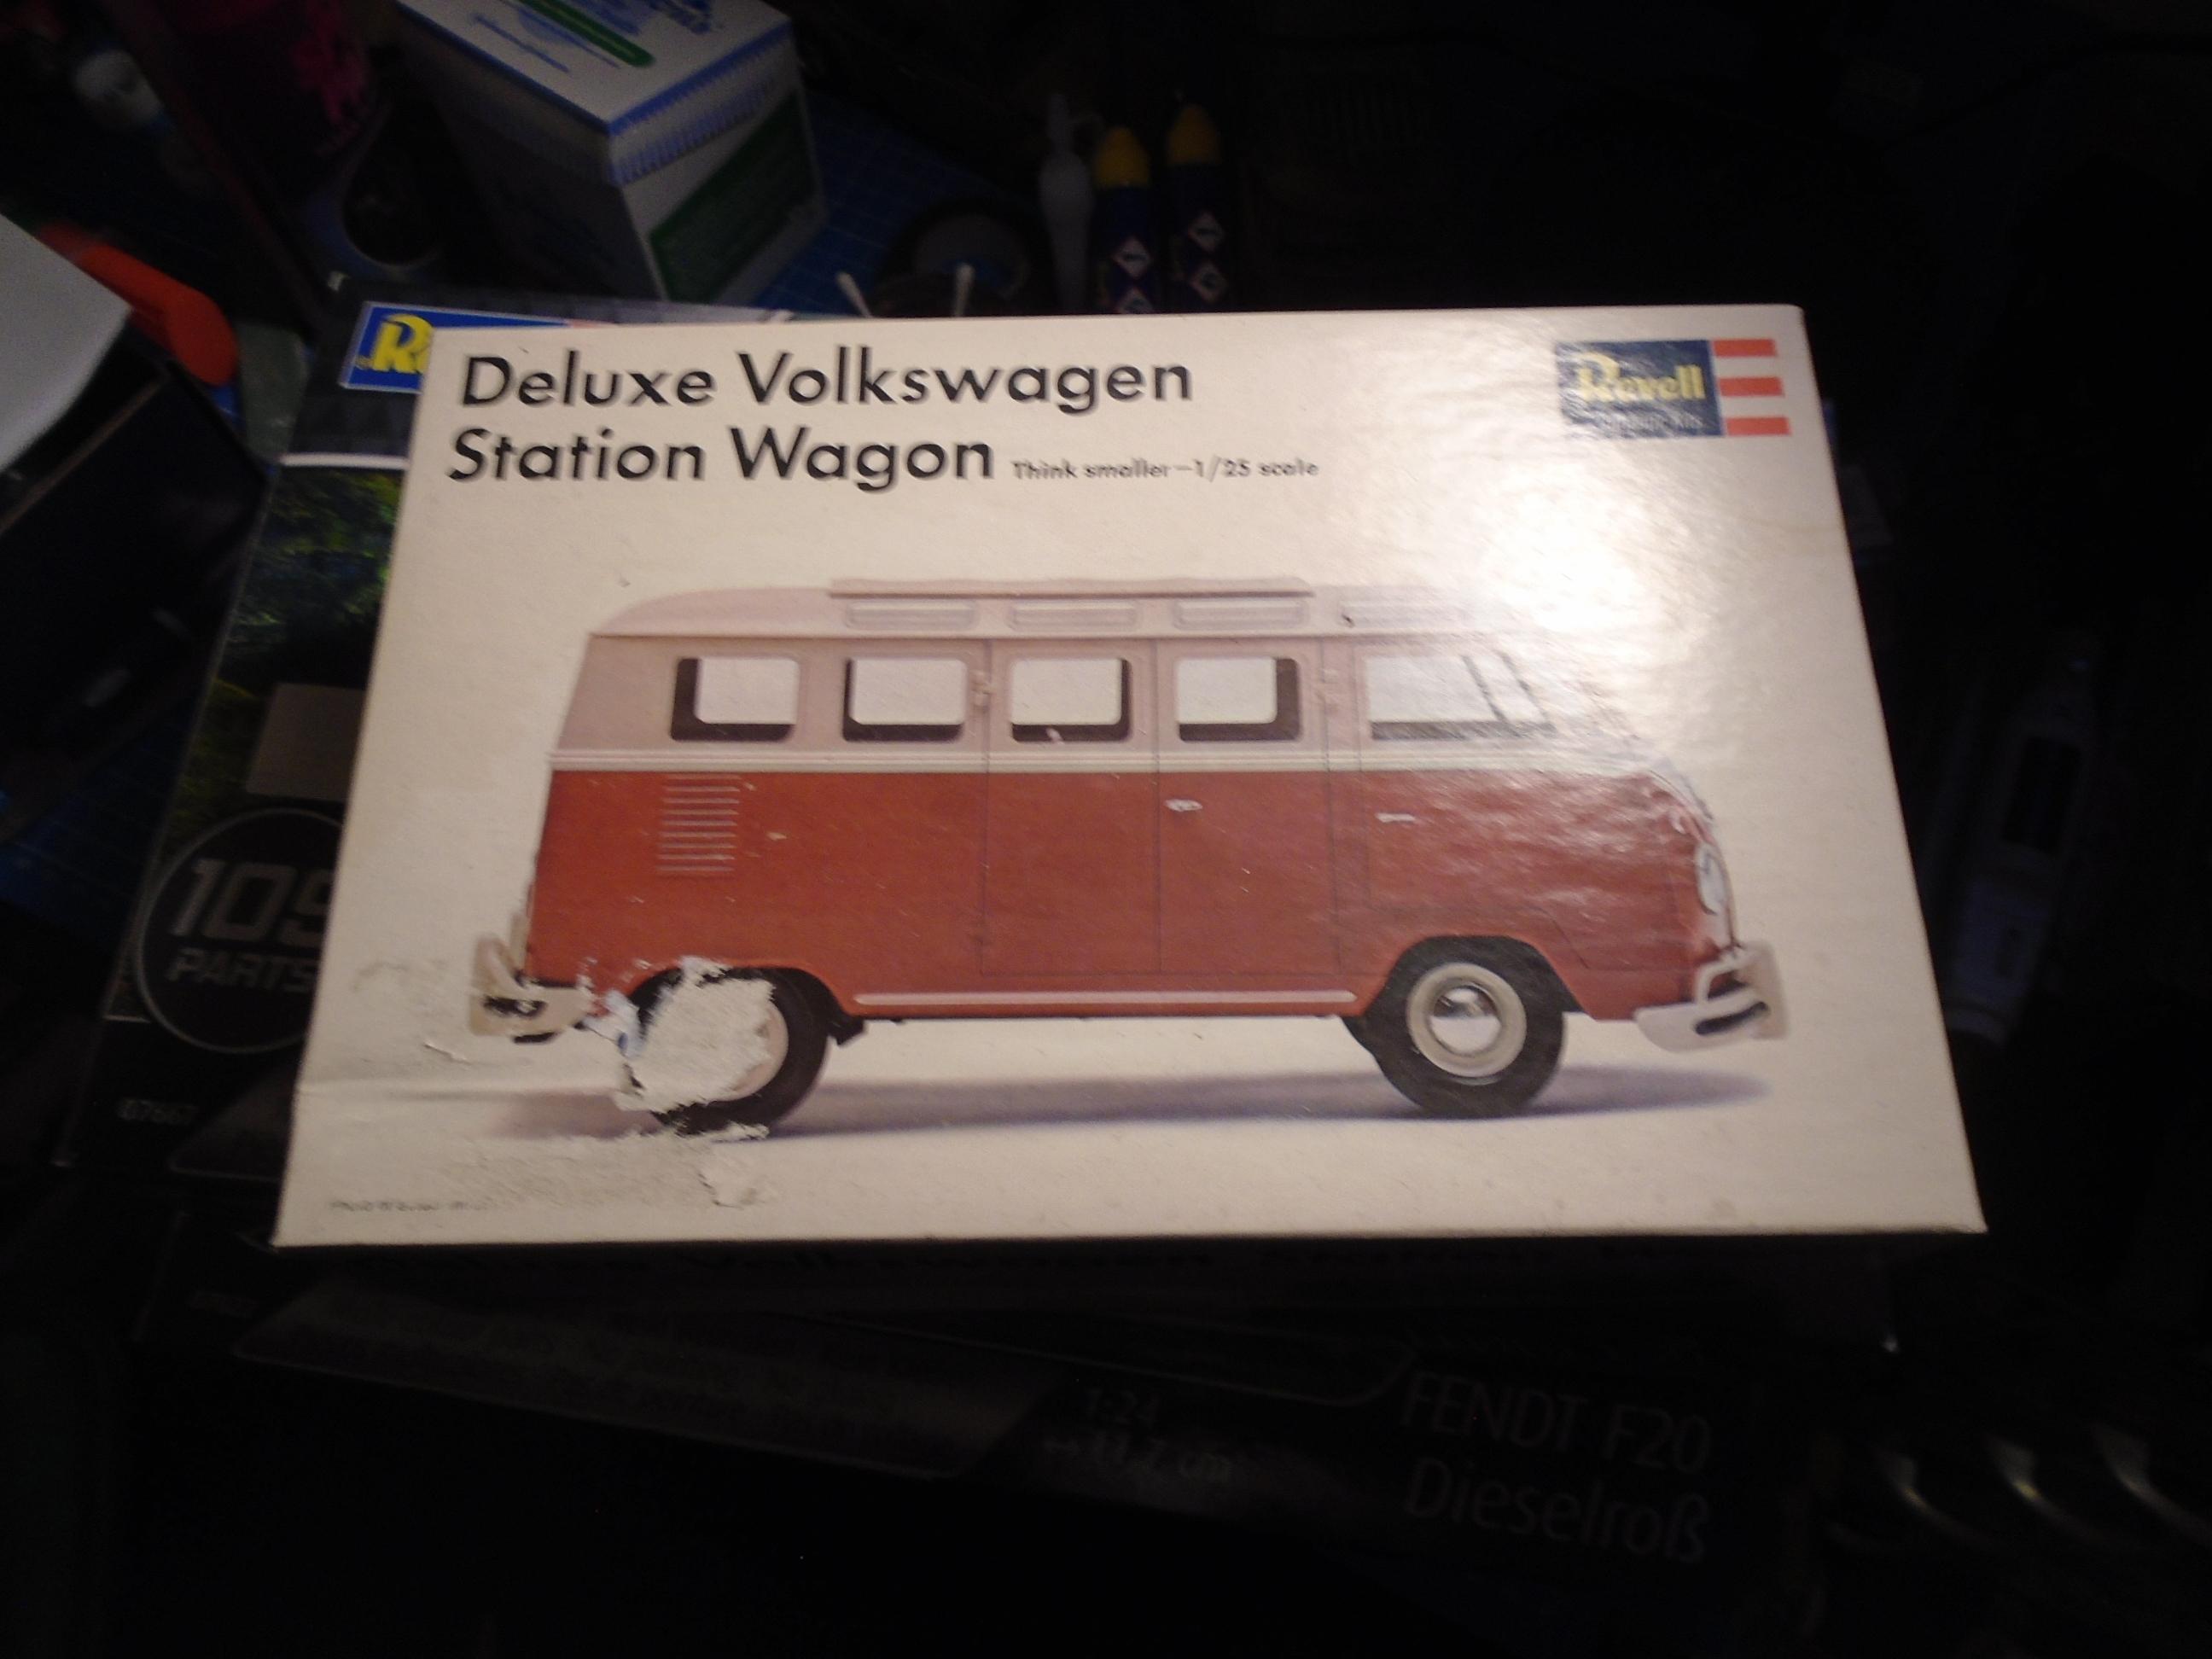 Deluxe Volkswagen
Station Wagon Think smaller—1/25 scale
Revell
109
PARTS
1:24
FENDT F20
Dieselroß